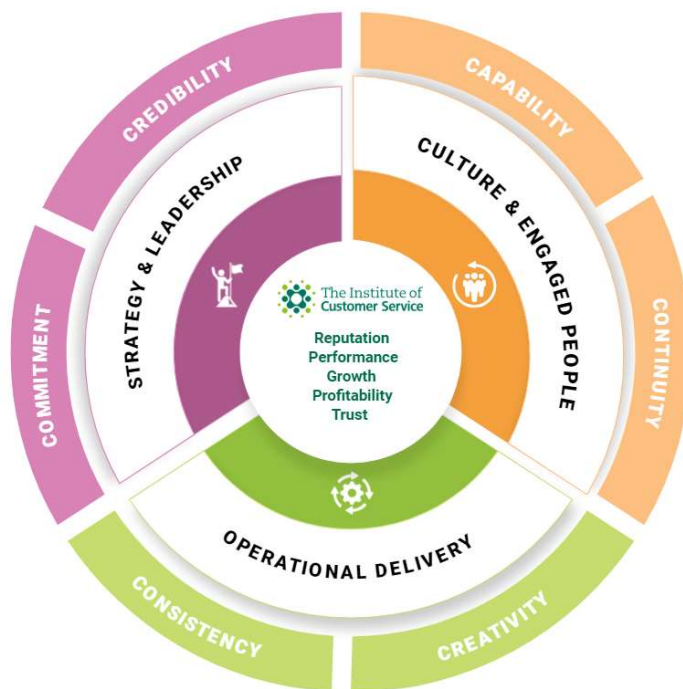 CREDIBILITY
CAPABILITY
STRATEGY & LEADERSHIP
CULTURE & ENGAGED PEOPLE
The Institute of
Customer Service
Reputation
Performance
Growth
Profitability
Trust
COMMITMENT
CONTINUITY
OPERATIONAL DELIVERY
CONSISTENCY
CREATIVITY